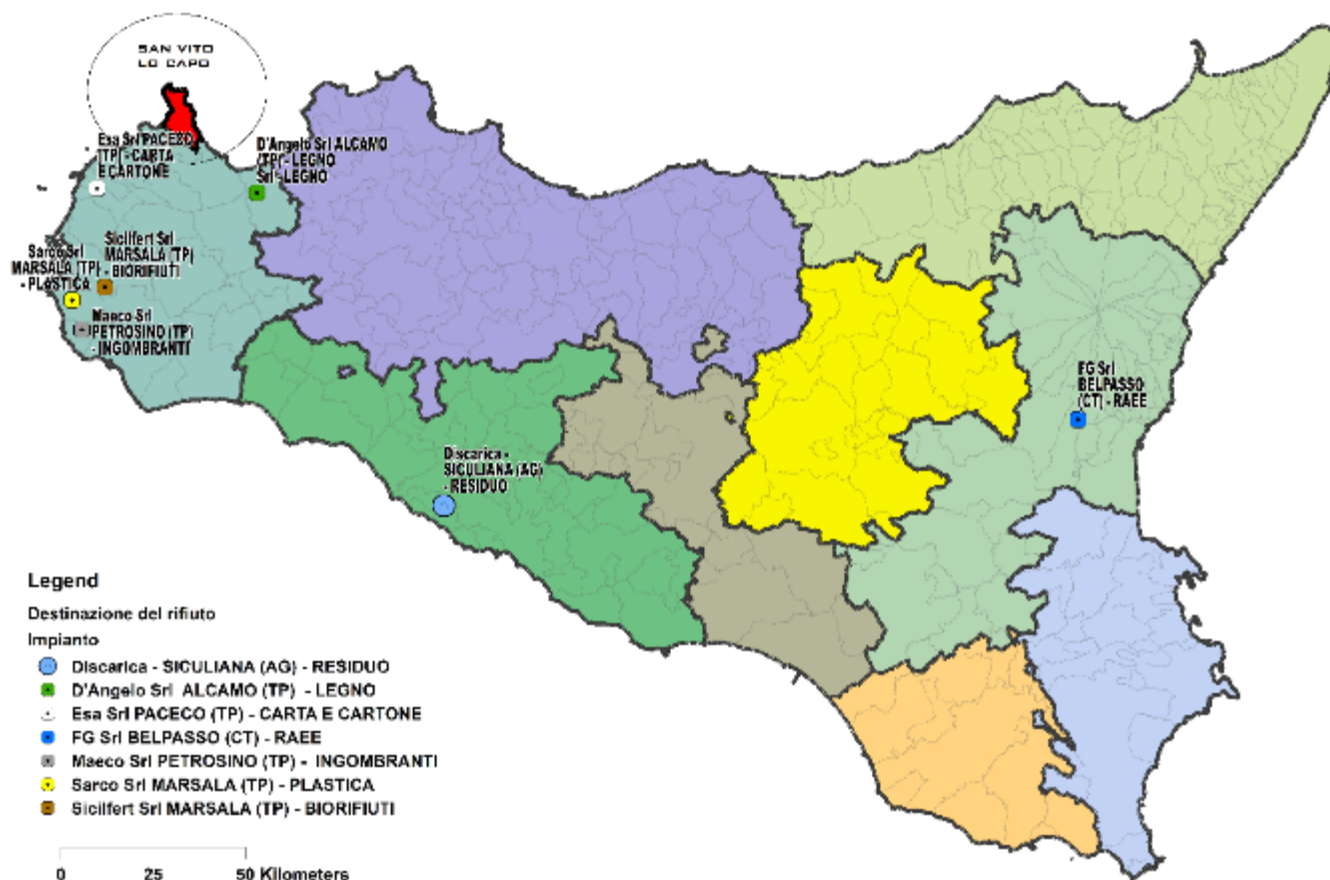 SAN VITO
LO CAPO
Esa Srl PACECO
(TP) - CARTA
E CARTONE
D'Angelo Srl ALCAMO
(TP) - LEGNO
Srl - LEGNO
Sarco Srl
MARSALA (TP)
- PLASTICA
Sicilfert Srl
MARSALA (TP)
- BIORIFIUTI
Maeco Srl
PETROSINO (TP)
- INGOMBRANTI
FG Srl
BELPASSO
(CT) - RAEE
Discarica -
SICULIANA (AG)
- RESIDUO
Legend
Destinazione del rifiuto
Impianto
Discarica - SICULIANA (AG) - RESIDUO
D'Angelo Srl ALCAMO (TP) - LEGNO
Esa Srl PACECO (TP) - CARTA E CARTONE
FG Srl BELPASSO (CT) - RAEE
Maeco Srl PETROSINO (TP) - INGOMBRANTI
Sarco Srl MARSALA (TP) - PLASTICA
Sicilfert Srl MARSALA (TP) - BIORIFIUTI
0 25 50 Kilometers